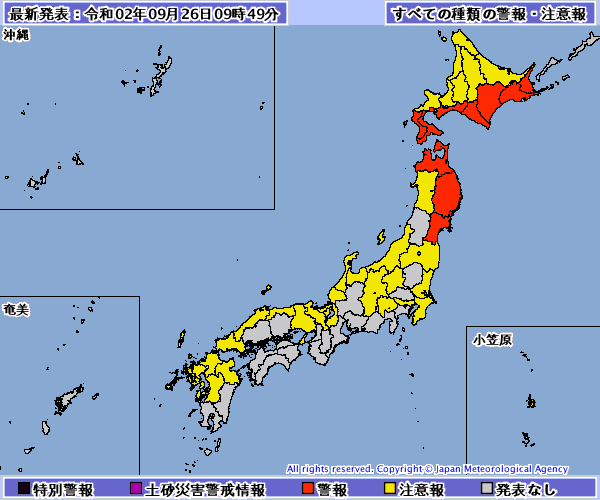 最新発表：令和02年09月26日09時49分
すべての種類の警報・注意報
沖縄
奄美
小笠原
All rights reserved. Copyright © Japan Meteorological Agency
特別警報 土砂災害警戒情報 警報 注意報 発表なし